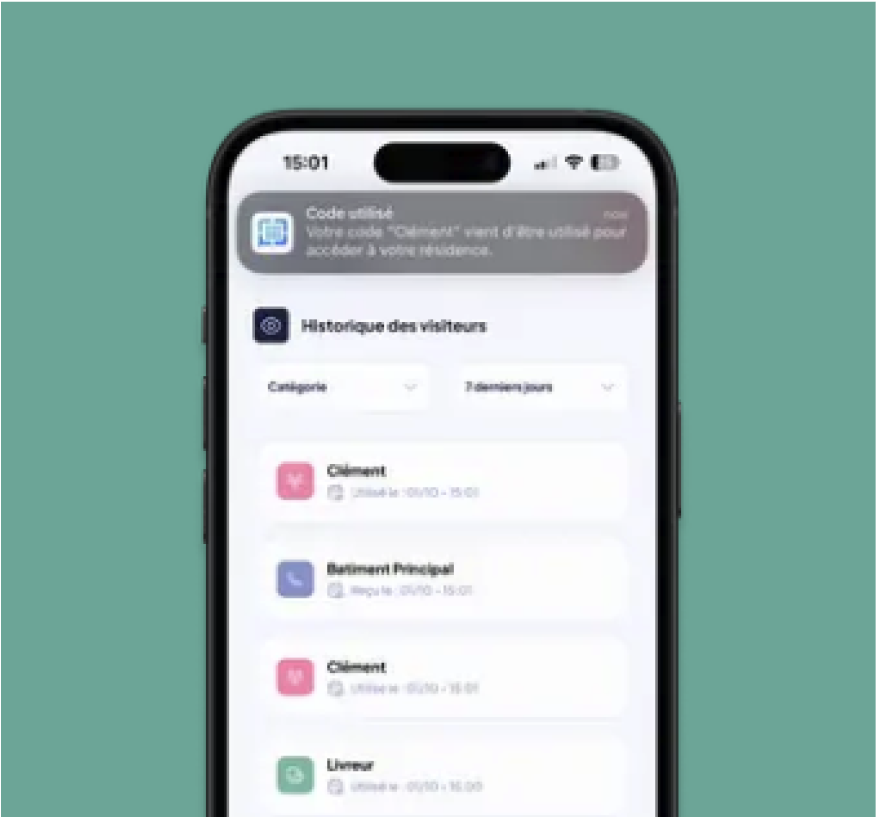 15:01
Code utilisé
now
Votre code "Clément" vient d'être utilisé pour
accéder à votre résidence.
Historique des visiteurs
Catégorie
7 derniers jours
Clément
Utilisé le : 01/10 - 15:01
Batiment Principal
Reçu le : 01/10 - 15:01
Clément
Utilisé le : 01/10 - 15:01
Livreur
Utilisé le : 01/10 - 15:00